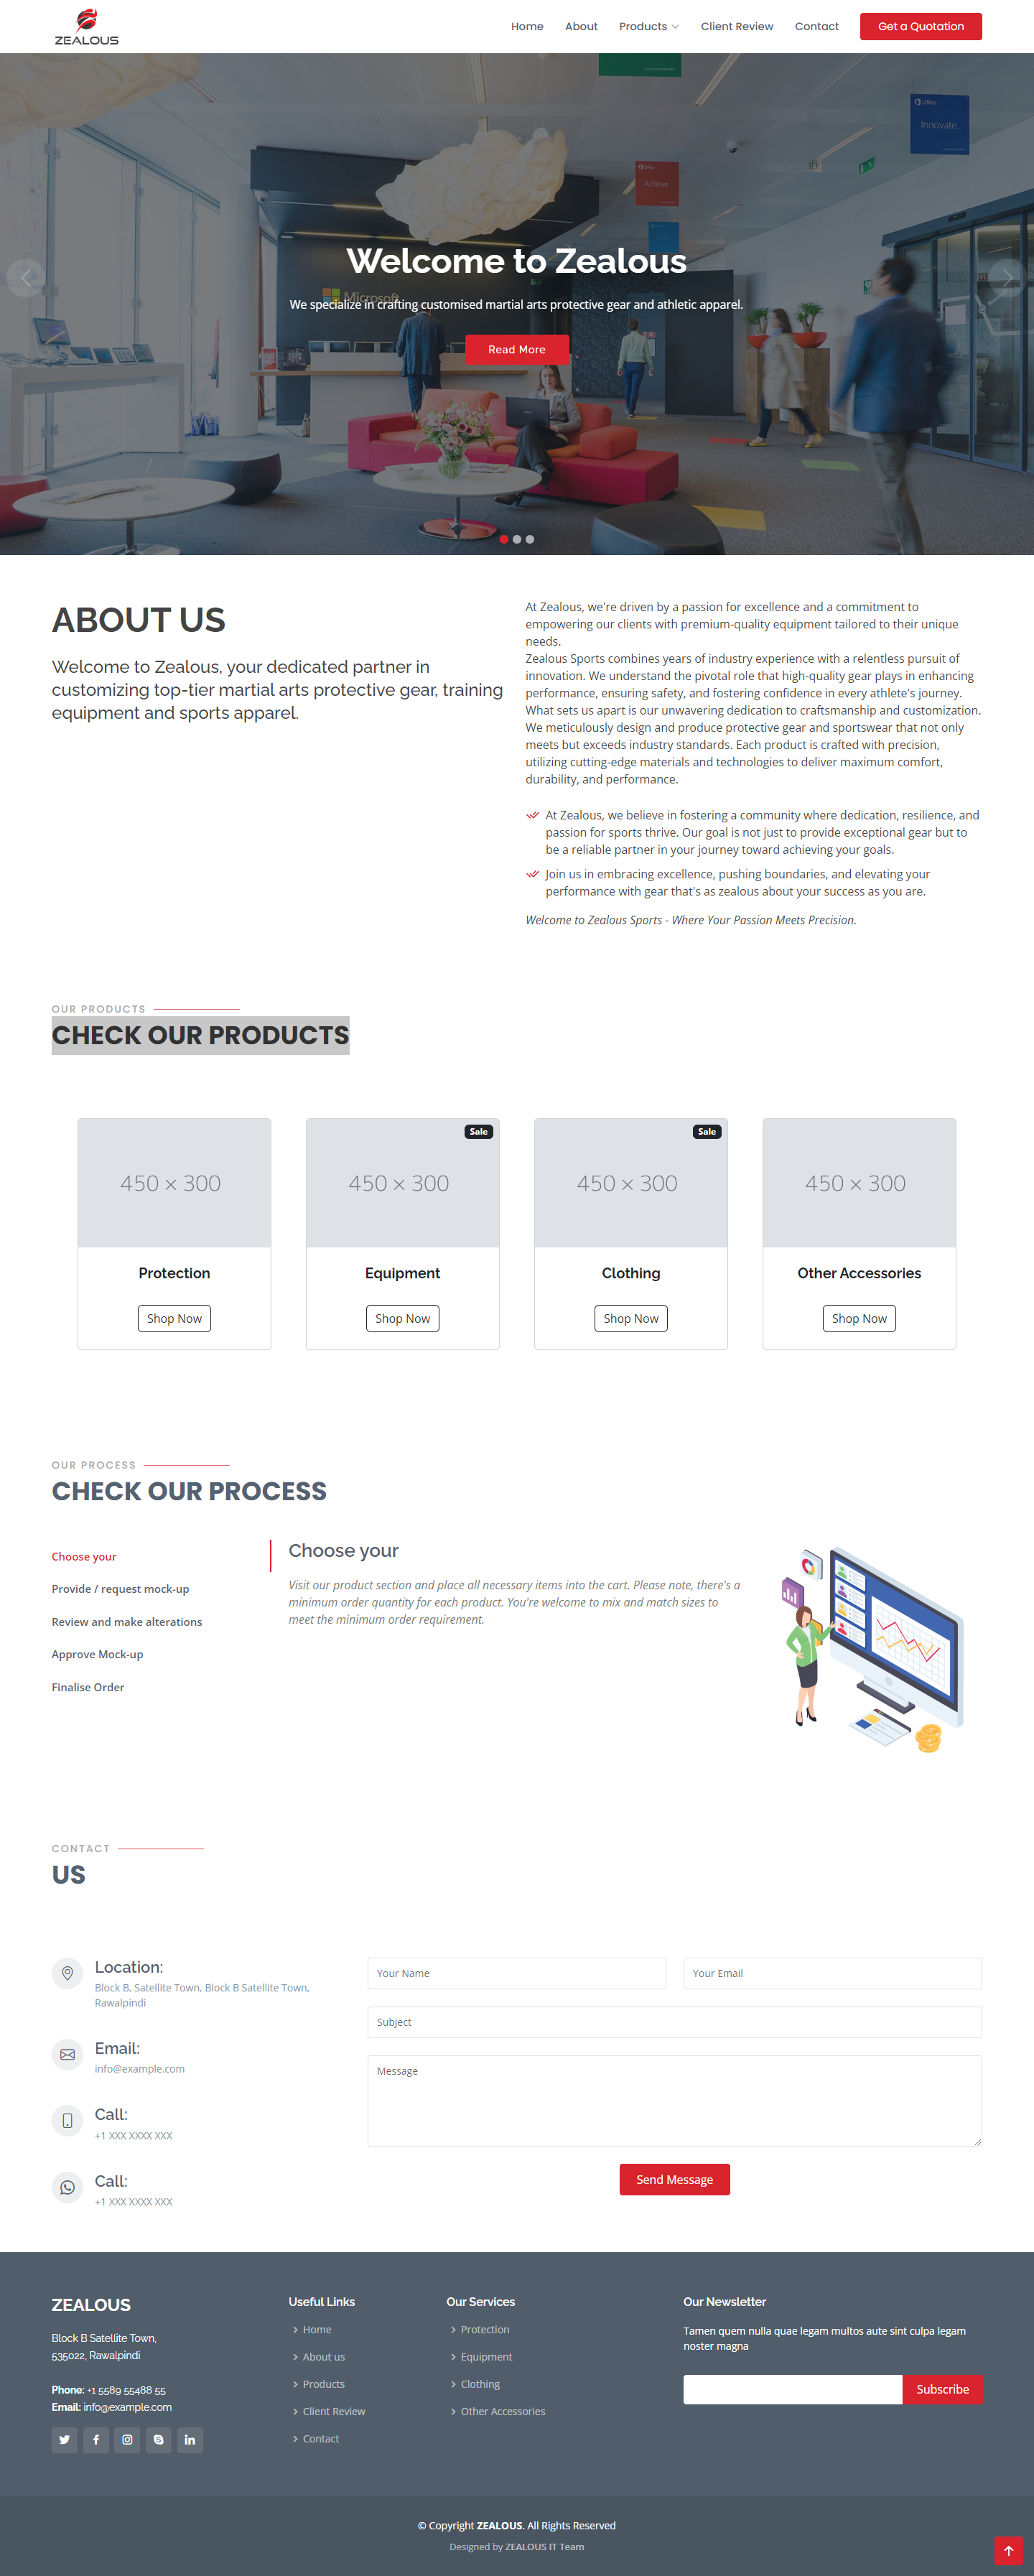 ZEALOUS
Home
About
Products
Client Review
Contact
Get a Quotation
Office
Innovate.
Office
Achieve
Welcome to Zealous
Microsoft
We specialize in crafting customised martial arts protective gear and athletic apparel.
Read More
ABOUT US
Welcome to Zealous, your dedicated partner in
customizing top-tier martial arts protective gear, training
equipment and sports apparel.
At Zealous, we're driven by a passion for excellence and a commitment to
empowering our clients with premium-quality equipment tailored to their unique
needs.
Zealous Sports combines years of industry experience with a relentless pursuit of
innovation. We understand the pivotal role that high-quality gear plays in enhancing
performance, ensuring safety, and fostering confidence in every athlete's journey.
What sets us apart is our unwavering dedication to craftsmanship and customization.
We meticulously design and produce protective gear and sportswear that not only
meets but exceeds industry standards. Each product is crafted with precision,
utilizing cutting-edge materials and technologies to deliver maximum comfort,
durability, and performance.
At Zealous, we believe in fostering a community where dedication, resilience, and
passion for sports thrive. Our goal is not just to provide exceptional gear but to
be a reliable partner in your journey toward achieving your goals.
Join us in embracing excellence, pushing boundaries, and elevating your
performance with gear that's as zealous about your success as you are.
Welcome to Zealous Sports - Where Your Passion Meets Precision.
OUR PRODUCTS
CHECK OUR PRODUCTS
450 × 300
Protection
Shop Now
Sale
450 × 300
Equipment
Shop Now
Sale
450 × 300
Clothing
Shop Now
450 × 300
Other Accessories
Shop Now
OUR PROCESS
CHECK OUR PROCESS
Choose your
Provide / request mock-up
Review and make alterations
Approve Mock-up
Finalise Order
Choose your
Visit our product section and place all necessary items into the cart. Please note, there's a
minimum order quantity for each product. You're welcome to mix and match sizes to
meet the minimum order requirement.
CONTACT
US
Location:
Block B, Satellite Town, Block B Satellite Town,
Rawalpindi
Email:
info@example.com
Call:
+1 XXX XXXX XXX
Call:
+1 XXX XXXX XXX
Your Name
Your Email
Subject
Message
Send Message
ZEALOUS
Block B Satellite Town,
535022, Rawalpindi
Phone: +1 5589 55488 55
Email: info@example.com
Useful Links
Home
About us
Products
Client Review
Contact
Our Services
Protection
Equipment
Clothing
Other Accessories
Our Newsletter
Tamen quem nulla quae legam multos aute sint culpa legam
noster magna
Subscribe
© Copyright ZEALOUS. All Rights Reserved
Designed by ZEALOUS IT Team